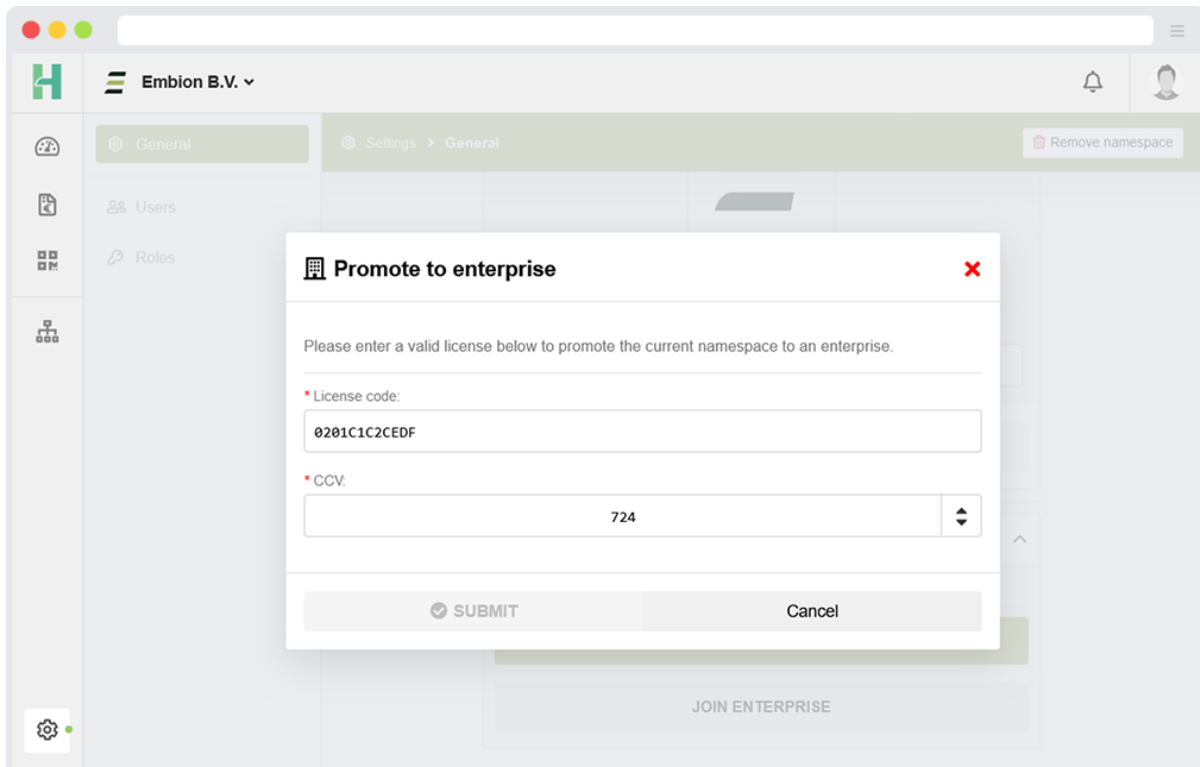 Embion B.V.
General
Settings > General
Remove namespace
Users
Roles
Promote to enterprise
Please enter a valid license below to promote the current namespace to an enterprise.
* License code:
0201C1C2CEDF
* CCV:
724
SUBMIT
Cancel
JOIN ENTERPRISE